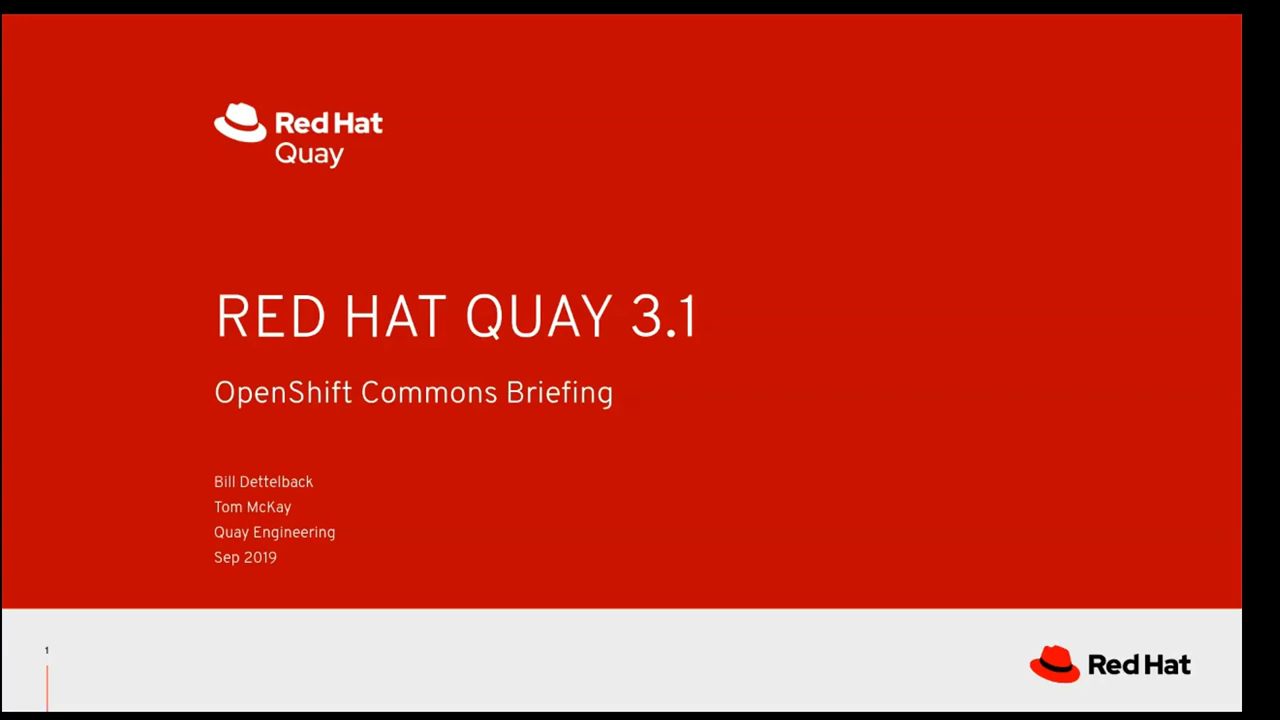 Red Hat
Quay
RED HAT QUAY 3.1
OpenShift Commons Briefing
Bill Dettelback
Tom McKay
Quay Engineering
Sep 2019
1
Red Hat